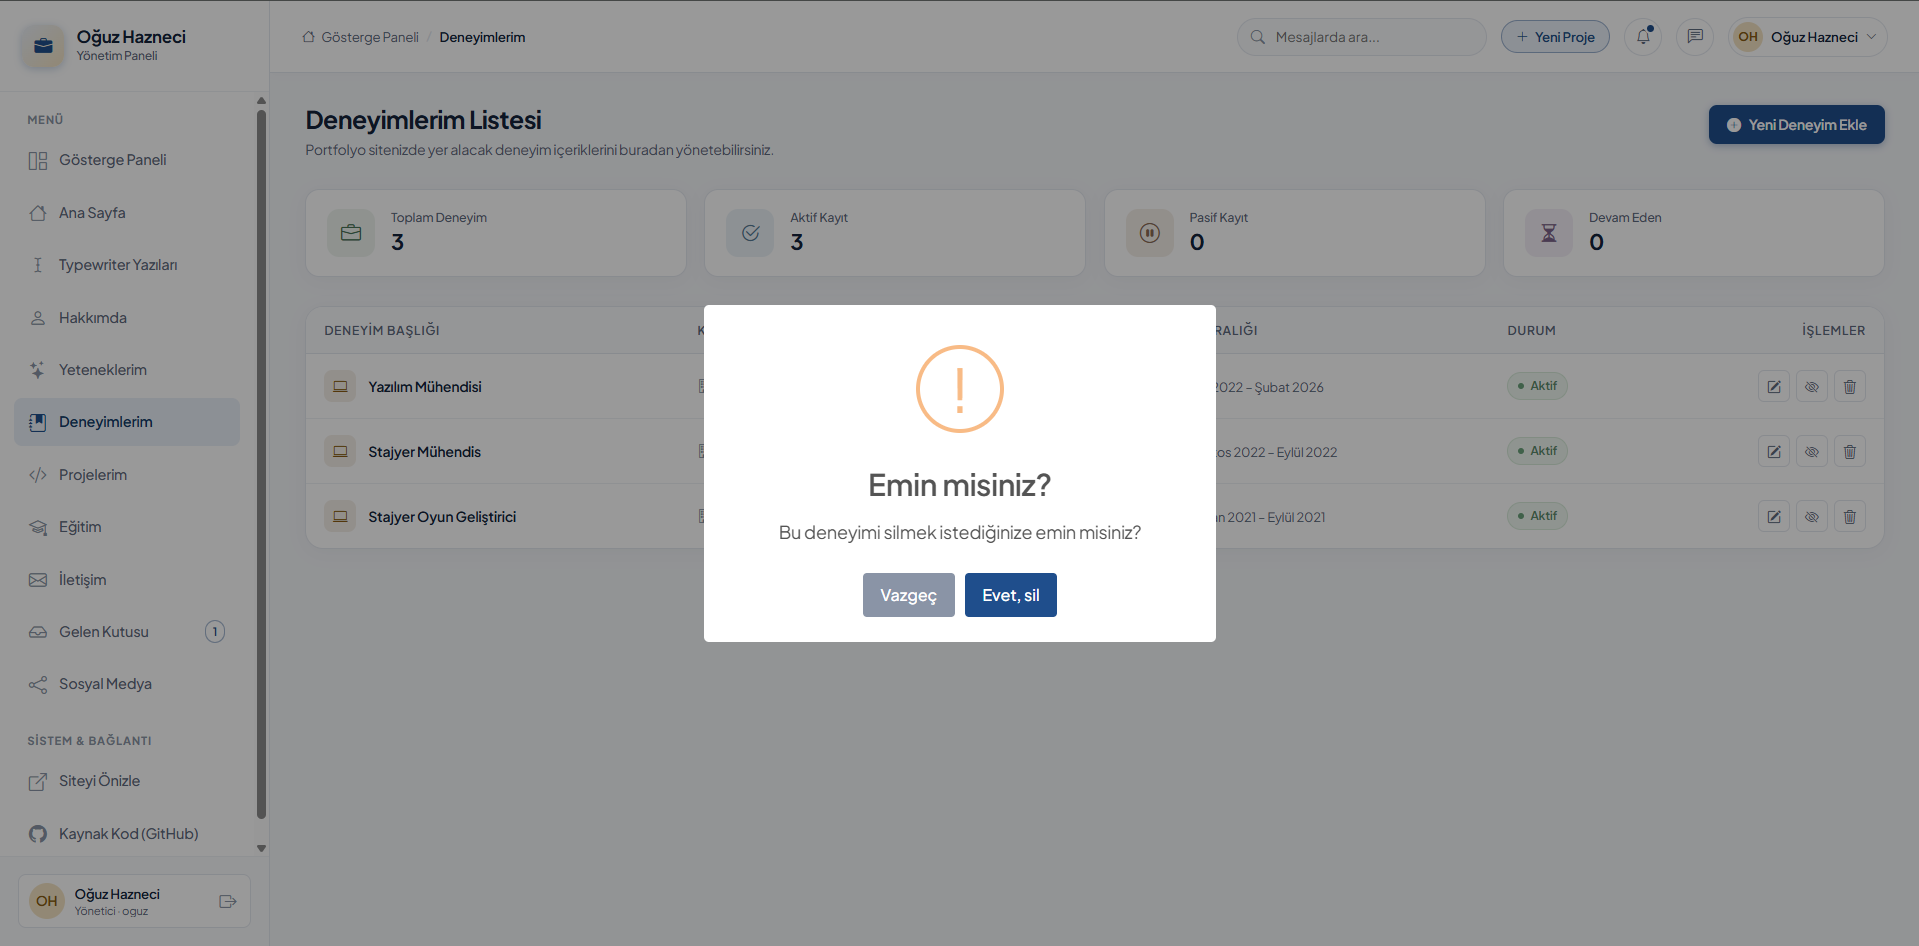 Oğuz Hazneci
Yönetim Paneli
Gösterge Paneli / Deneyimlerim
Mesajlarda ara...
+ Yeni Proje
OH Oğuz Hazneci
MENÜ
Gösterge Paneli
Ana Sayfa
Typewriter Yazıları
Hakkımda
Yeteneklerim
Deneyimlerim
Projelerim
Eğitim
İletişim
Gelen Kutusu 1
Sosyal Medya
SİSTEM & BAĞLANTI
Siteyi Önizle
Kaynak Kod (GitHub)
OH Oğuz Hazneci
Yönetici · oguz
Deneyimlerim Listesi
Portfolyo sitenizde yer alacak deneyim içeriklerini buradan yönetebilirsiniz.
Yeni Deneyim Ekle
Toplam Deneyim
3
Aktif Kayıt
3
Pasif Kayıt
0
Devam Eden
0
DENEYİM BAŞLIĞI RALIĞI DURUM İŞLEMLER
Yazılım Mühendisi 2022 – Şubat 2026 Aktif
Stajyer Mühendis os 2022 – Eylül 2022 Aktif
Stajyer Oyun Geliştirici n 2021 – Eylül 2021 Aktif
Emin misiniz?
Bu deneyimi silmek istediğinize emin misiniz?
Vazgeç
Evet, sil